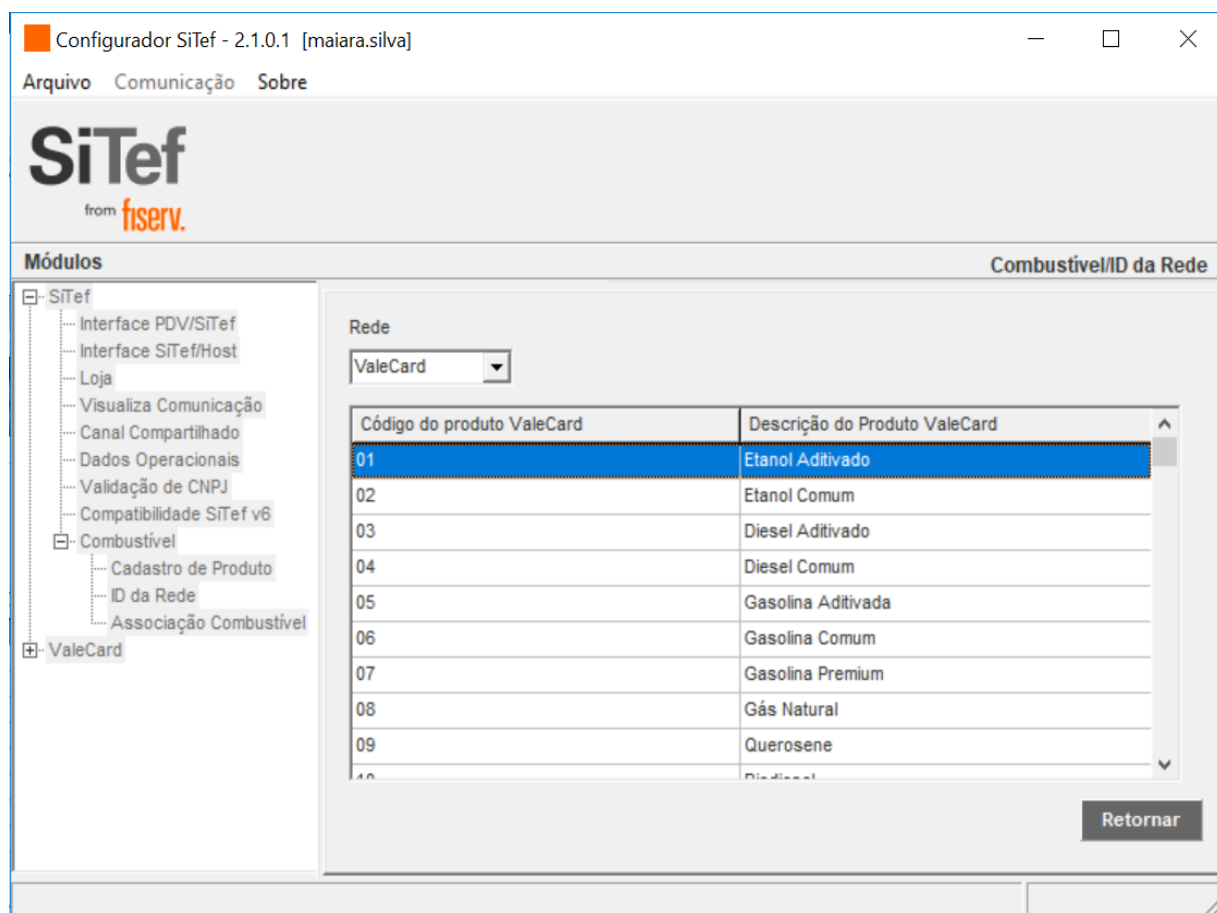 Configurador SiTef - 2.1.0.1 [maiara.silva]
Arquivo Comunicação Sobre
SiTef
from fiserv.
Módulos
Combustível/ID da Rede
SiTef
Interface PDV/SiTef
Interface SiTef/Host
Loja
Visualiza Comunicação
Canal Compartilhado
Dados Operacionais
Validação de CNPJ
Compatibilidade SiTef v6
Combustível
Cadastro de Produto
ID da Rede
Associação Combustível
ValeCard
Rede
ValeCard
Código do produto ValeCard Descrição do Produto ValeCard
01 Etanol Aditivado
02 Etanol Comum
03 Diesel Aditivado
04 Diesel Comum
05 Gasolina Aditivada
06 Gasolina Comum
07 Gasolina Premium
08 Gás Natural
09 Querosene
Retornar